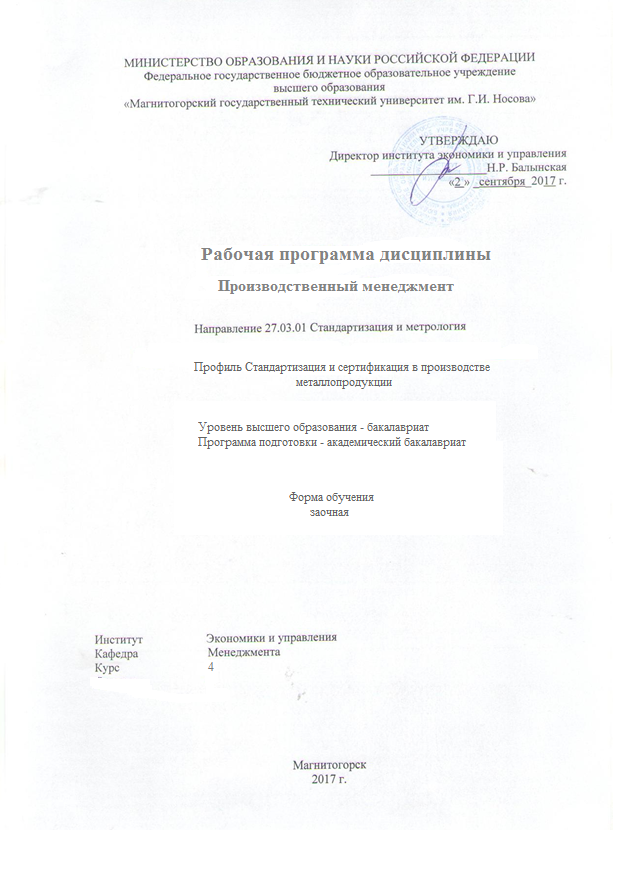 МИНИСТЕРСТВО ОБРАЗОВАНИЯ И НАУКИ РОССИЙСКОЙ ФЕДЕРАЦИИ
Федеральное государственное бюджетное образовательное учреждение
высшего образования
«Магнитогорский государственный технический университет им. Г.И. Носова»
УТВЕРЖДАЮ
Директор института экономики и управления
Н.Р. Балынская
«2» сентября 2017 г.
Рабочая программа дисциплины
Производственный менеджмент
Направление 27.03.01 Стандартизация и метрология
Профиль Стандартизация и сертификация в производстве
металлопродукции
Уровень высшего образования - бакалавриат
Программа подготовки - академический бакалавриат
Форма обучения
заочная
Институт Экономики и управления
Кафедра Менеджмента
Курс 4
Магнитогорск
2017 г.